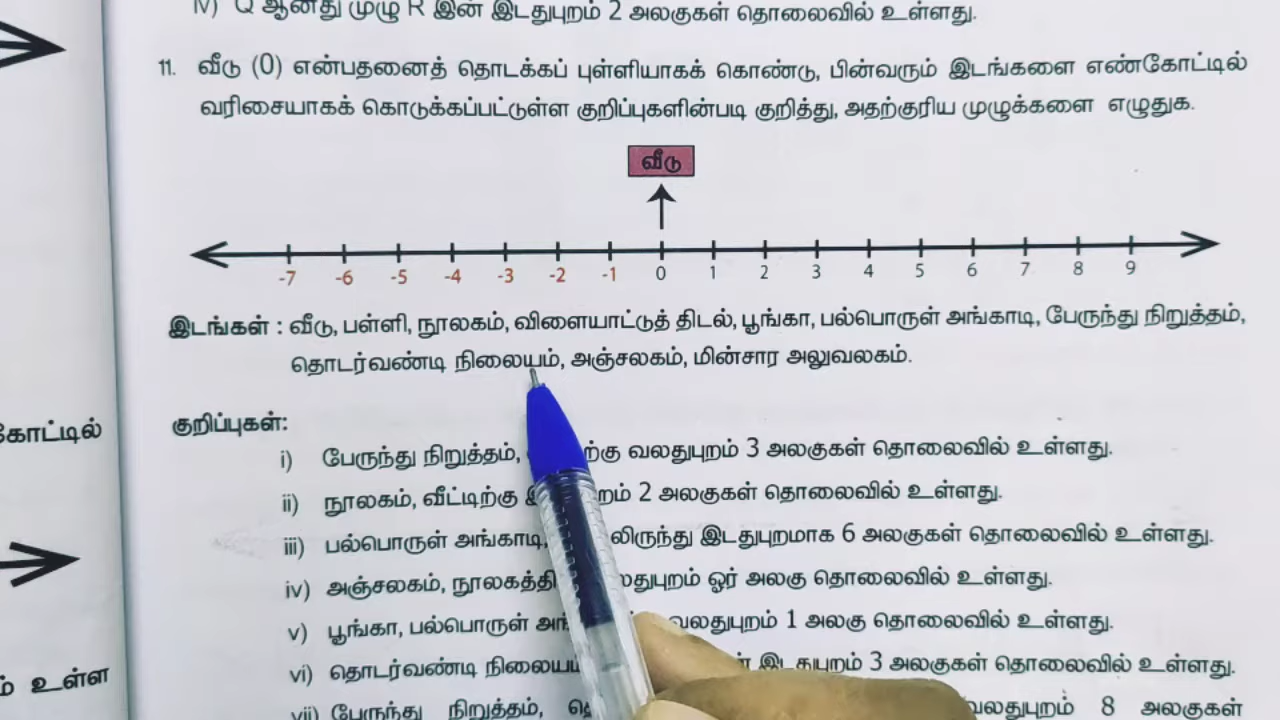 iv) Q ஆனது முழு R இன் இடதுபுறம் 2 அலகுகள் தொலைவில் உள்ளது.
11. வீடு (0) என்பதனைத் தொடக்கப் புள்ளியாகக் கொண்டு, பின்வரும் இடங்களை எண்கோட்டில்
வரிசையாகக் கொடுக்கப்பட்டுள்ள குறிப்புகளின்படி குறித்து, அதற்குரிய முழுக்களை எழுதுக.
வீடு
-7 -6 -5 -4 -3 -2 -1 0 1 2 3 4 5 6 7 8 9
இடங்கள் : வீடு, பள்ளி, நூலகம், விளையாட்டுத் திடல், பூங்கா, பல்பொருள் அங்காடி, பேருந்து நிறுத்தம்,
தொடர்வண்டி நிலையம், அஞ்சலகம், மின்சார அலுவலகம்.
கோட்டில்
குறிப்புகள்:
i) பேருந்து நிறுத்தம், வலதுபுறம் 3 அலகுகள் தொலைவில் உள்ளது.
ii) நூலகம், வீட்டிற்கு 2 அலகுகள் தொலைவில் உள்ளது.
iii) பல்பொருள் அங்காடி, இடதுபுறமாக 6 அலகுகள் தொலைவில் உள்ளது.
iv) அஞ்சலகம், ஓர் அலகு தொலைவில் உள்ளது.
v) பூங்கா, பல்பொருள் வலதுபுறம் 1 அலகு தொலைவில் உள்ளது.
vi) தொடர்வண்டி இடதுபுறம் 3 அலகுகள் தொலைவில் உள்ளது.
உள்ள
vii) பேருந்து நிறுத்தம், வலதுபுறம் 8 அலகுகள்